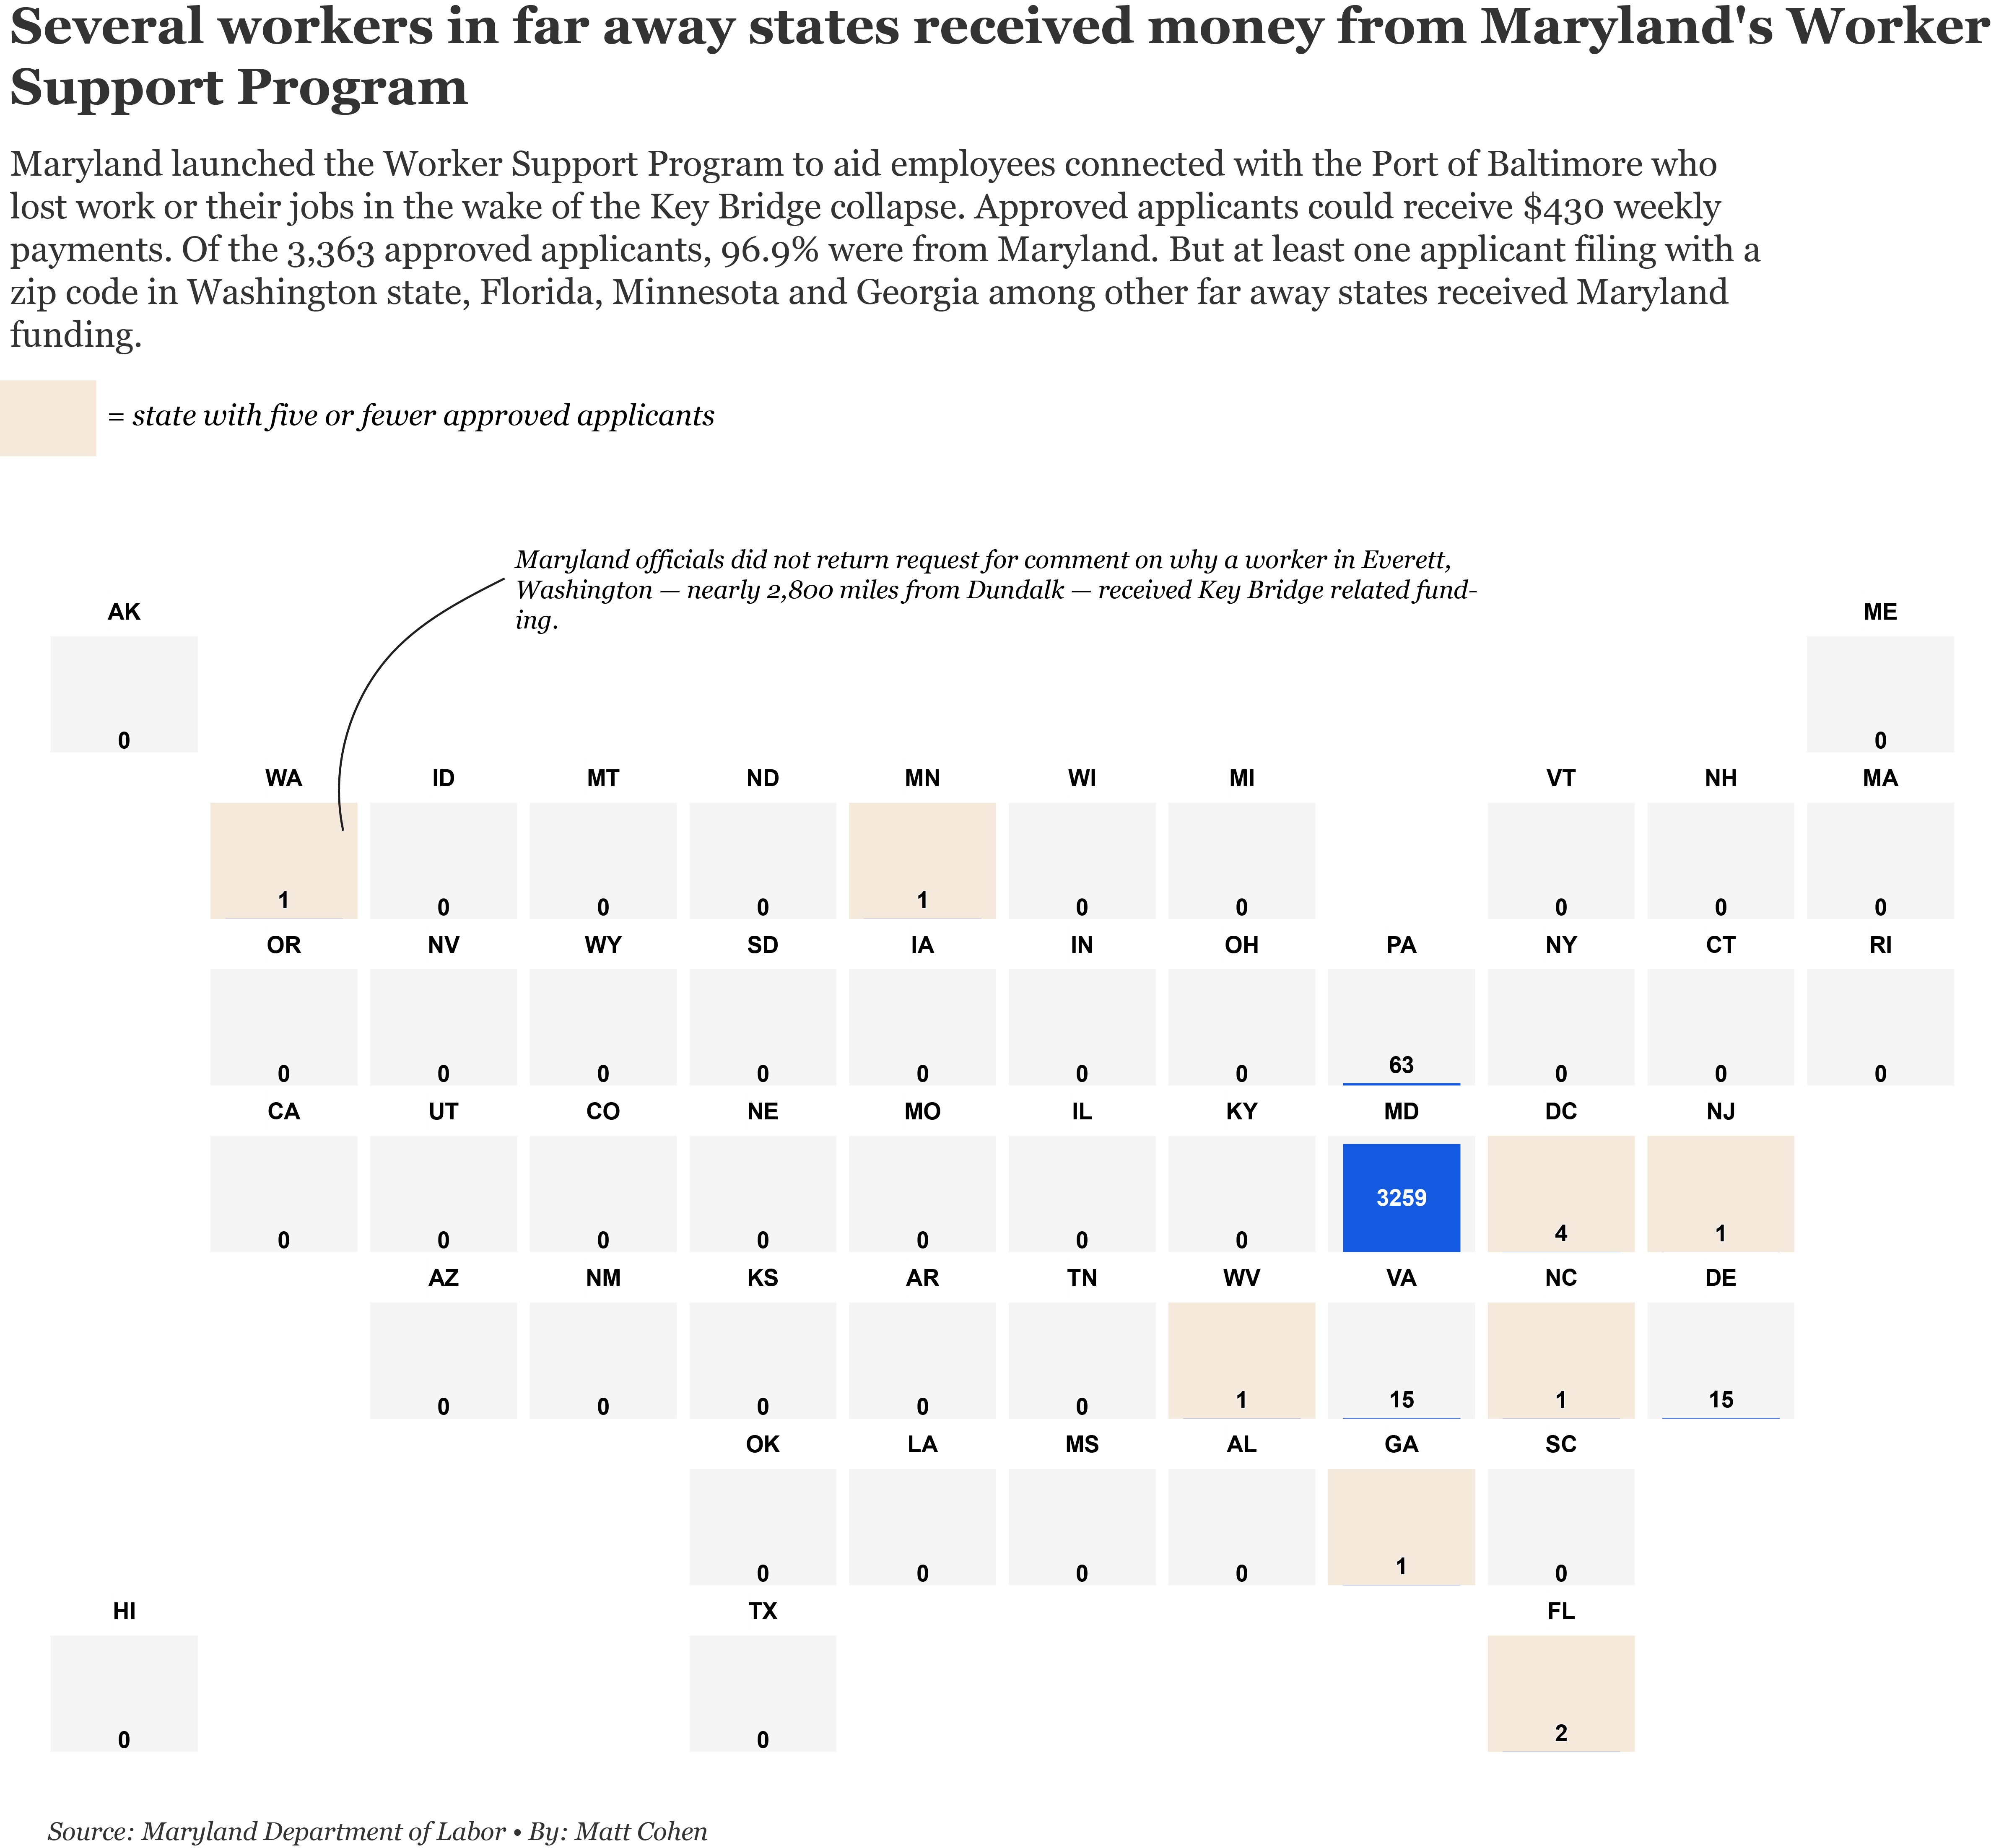 Several workers in far away states received money from Maryland's Worker
Support Program
Maryland launched the Worker Support Program to aid employees connected with the Port of Baltimore who
lost work or their jobs in the wake of the Key Bridge collapse. Approved applicants could receive $430 weekly
payments. Of the 3,363 approved applicants, 96.9% were from Maryland. But at least one applicant filing with a
zip code in Washington state, Florida, Minnesota and Georgia among other far away states received Maryland
funding.
= state with five or fewer approved applicants
Maryland officials did not return request for comment on why a worker in Everett,
Washington — nearly 2,800 miles from Dundalk — received Key Bridge related fund-
ing.
AK ME
0 0
WA ID MT ND MN WI MI VT NH MA
1 0 0 0 1 0 0 0 0 0
OR NV WY SD IA IN OH PA NY CT RI
0 0 0 0 0 0 0 63 0 0 0
CA UT CO NE MO IL KY MD DC NJ
0 0 0 0 0 0 0 3259 4 1
AZ NM KS AR TN WV VA NC DE
0 0 0 0 0 1 15 1 15
OK LA MS AL GA SC
0 0 0 0 1 0
HI TX FL
0 0 2
Source: Maryland Department of Labor • By: Matt Cohen